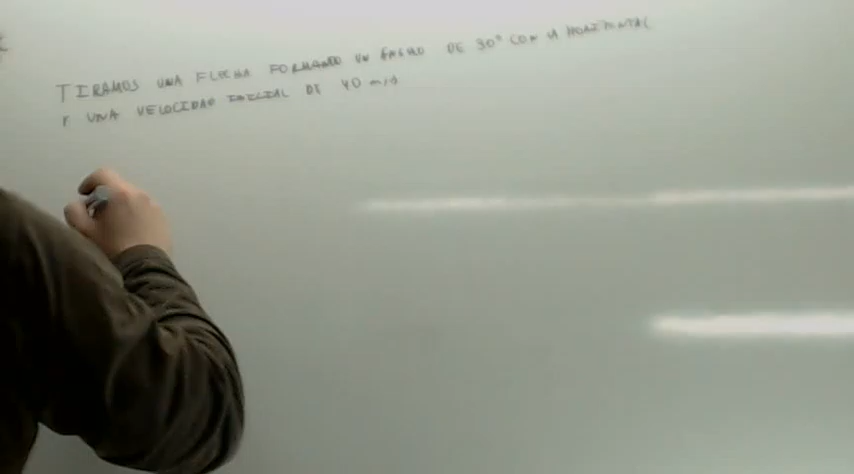 TIRAMOS UNA FLECHA FORMANDO UN ÁNGULO DE 30° CON LA HORIZONTAL
Y UNA VELOCIDAD INICIAL DE 40 m/s